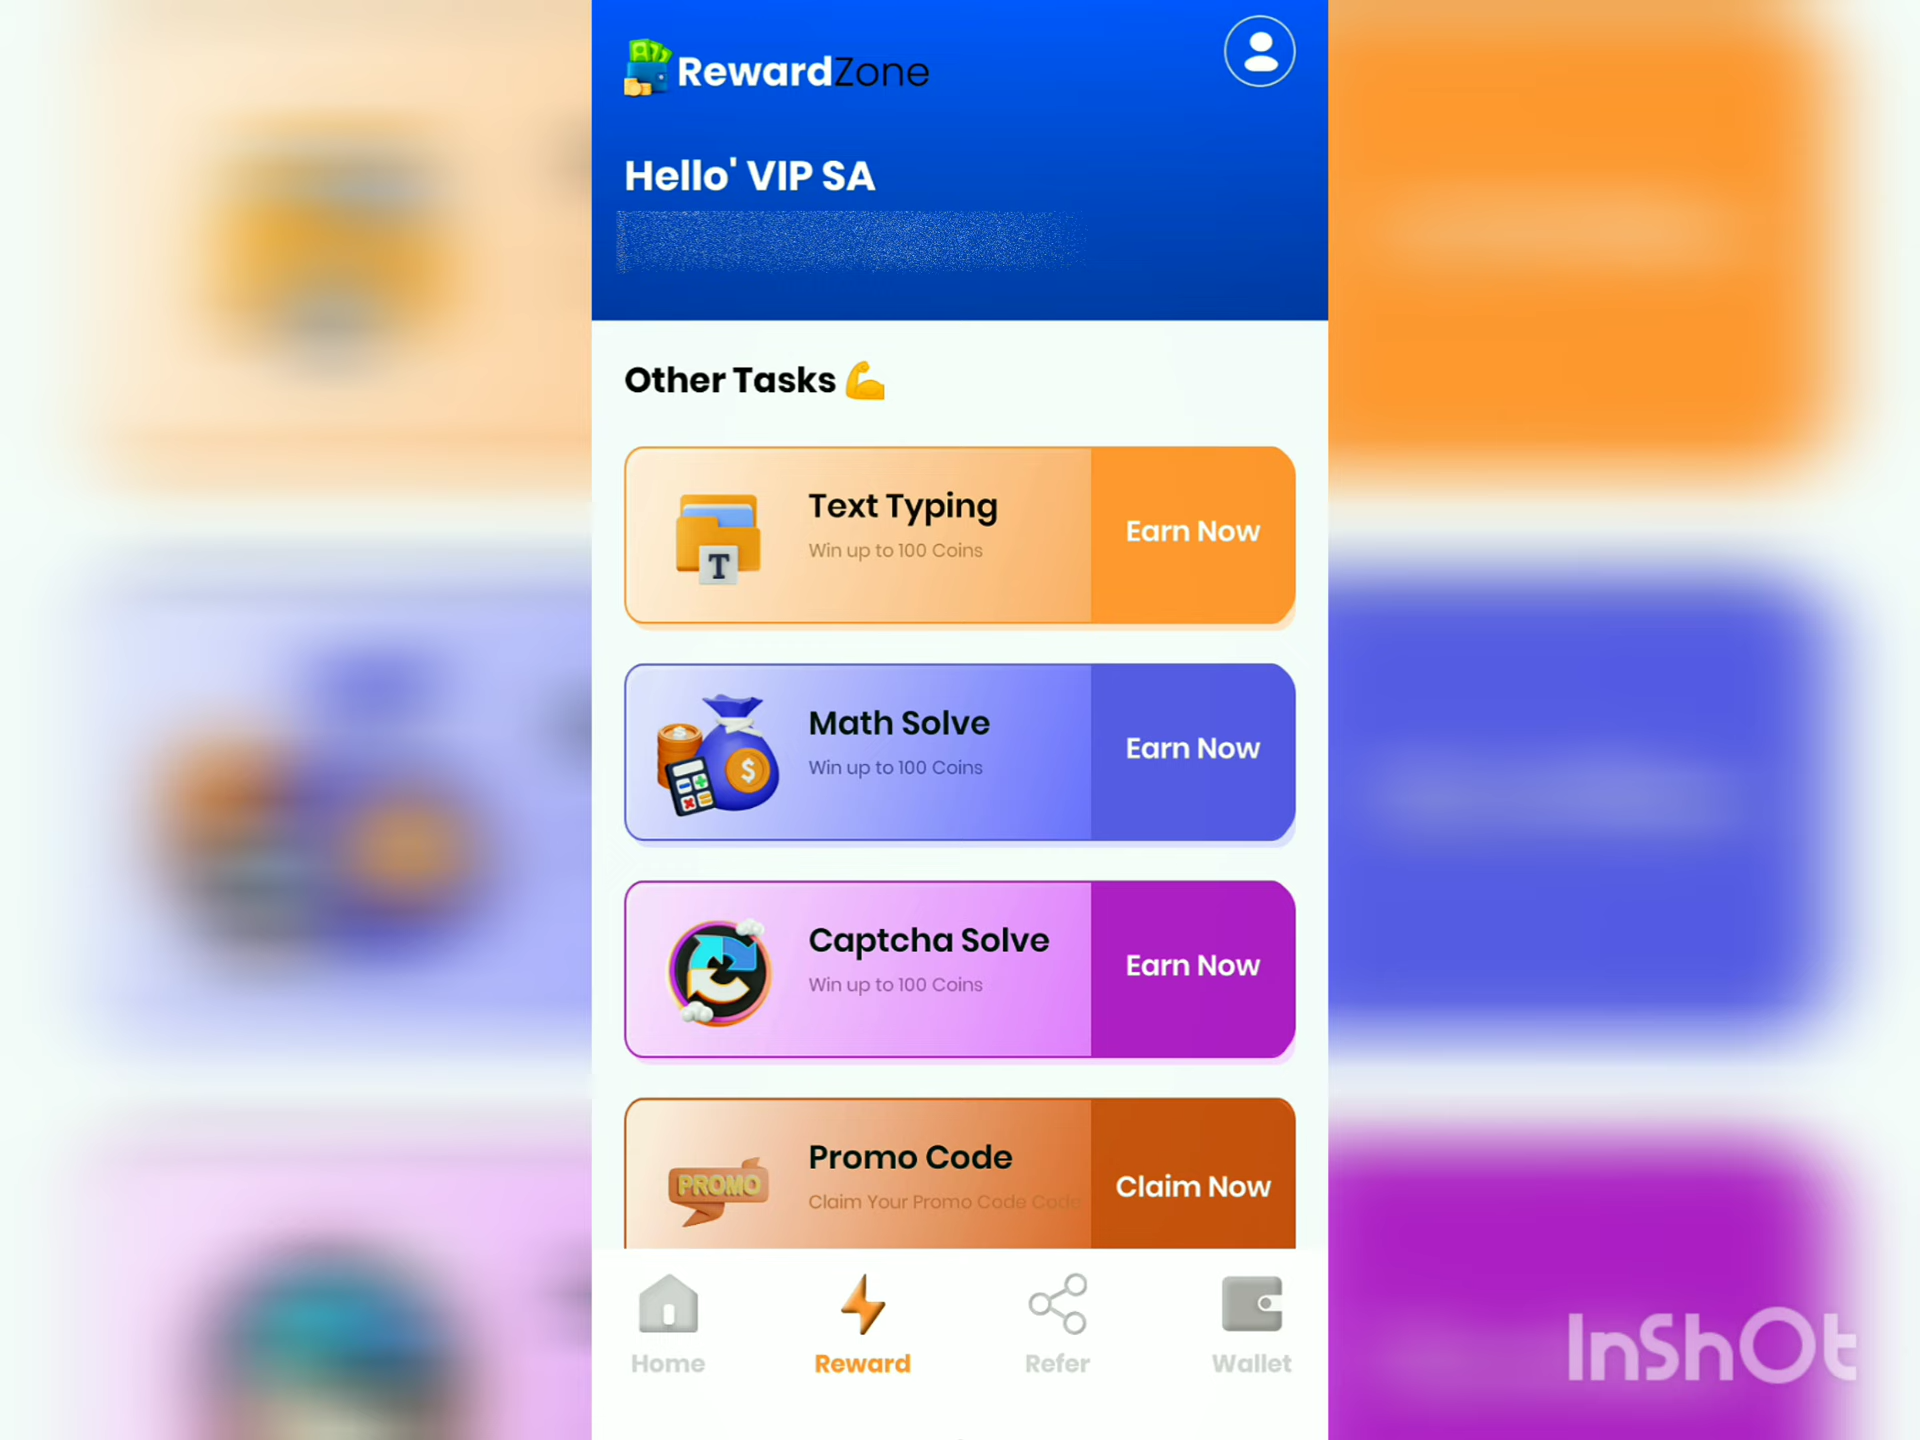 RewardZone
Hello' VIP SA
Other Tasks 💪
Text Typing
Win up to 100 Coins
Earn Now
T
Math Solve
Win up to 100 Coins
Earn Now
$
Captcha Solve
Win up to 100 Coins
Earn Now
Promo Code
Claim Your Promo Code Code
Claim Now
PROMO
Home
Reward
Refer
Wallet
InShOt